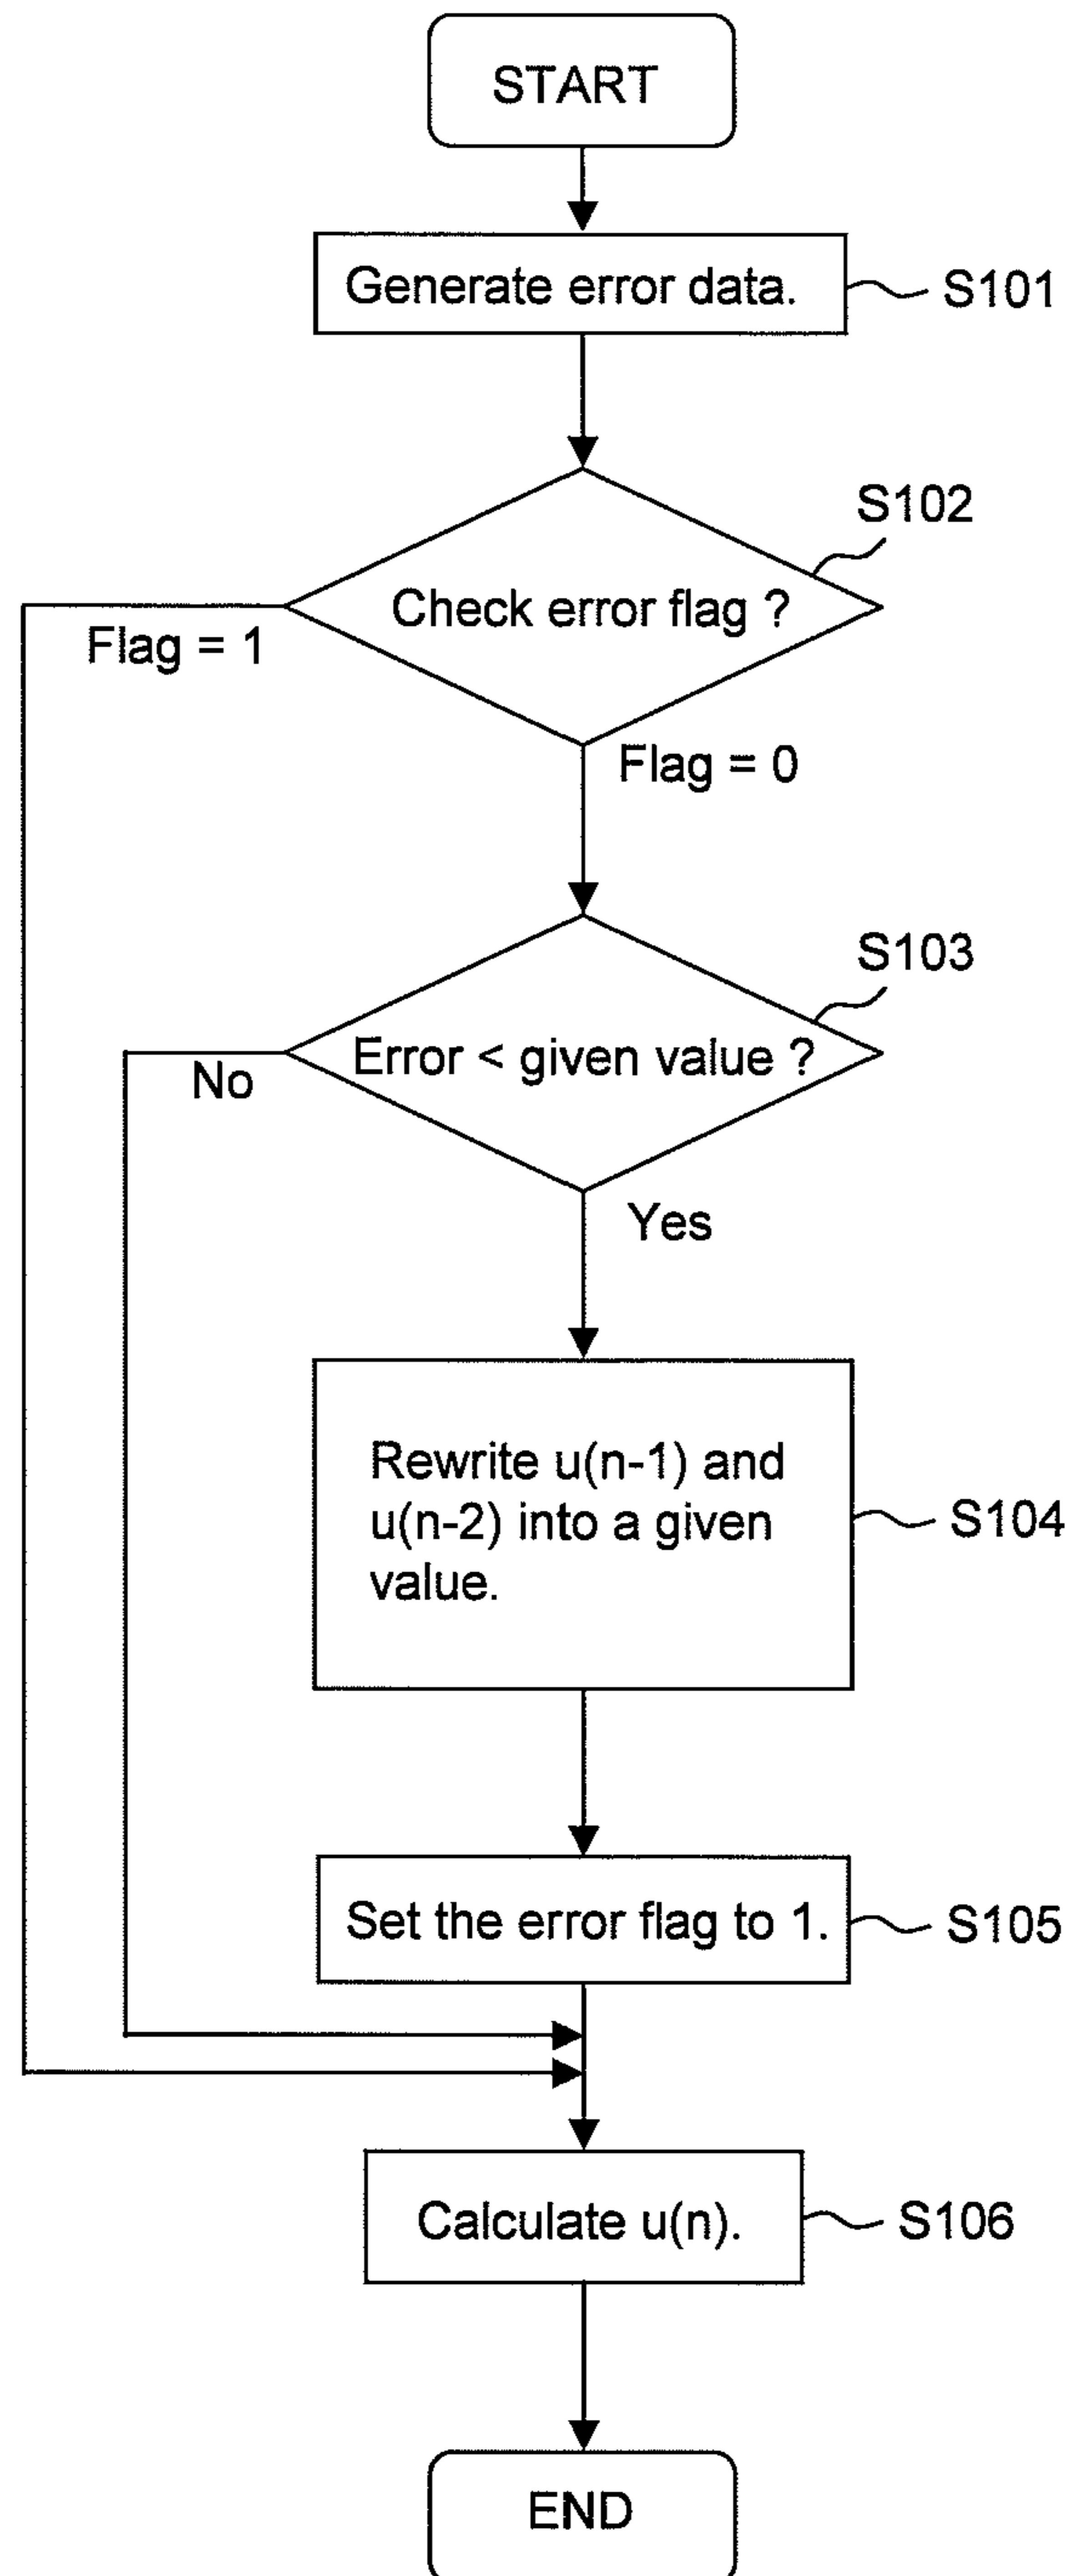 START
Generate error data.
S101
S102
Check error flag ?
Flag = 1
Flag = 0
S103
Error < given value ?
No
Yes
Rewrite u(n-1) and
u(n-2) into a given
value.
S104
Set the error flag to 1.
S105
Calculate u(n).
S106
END